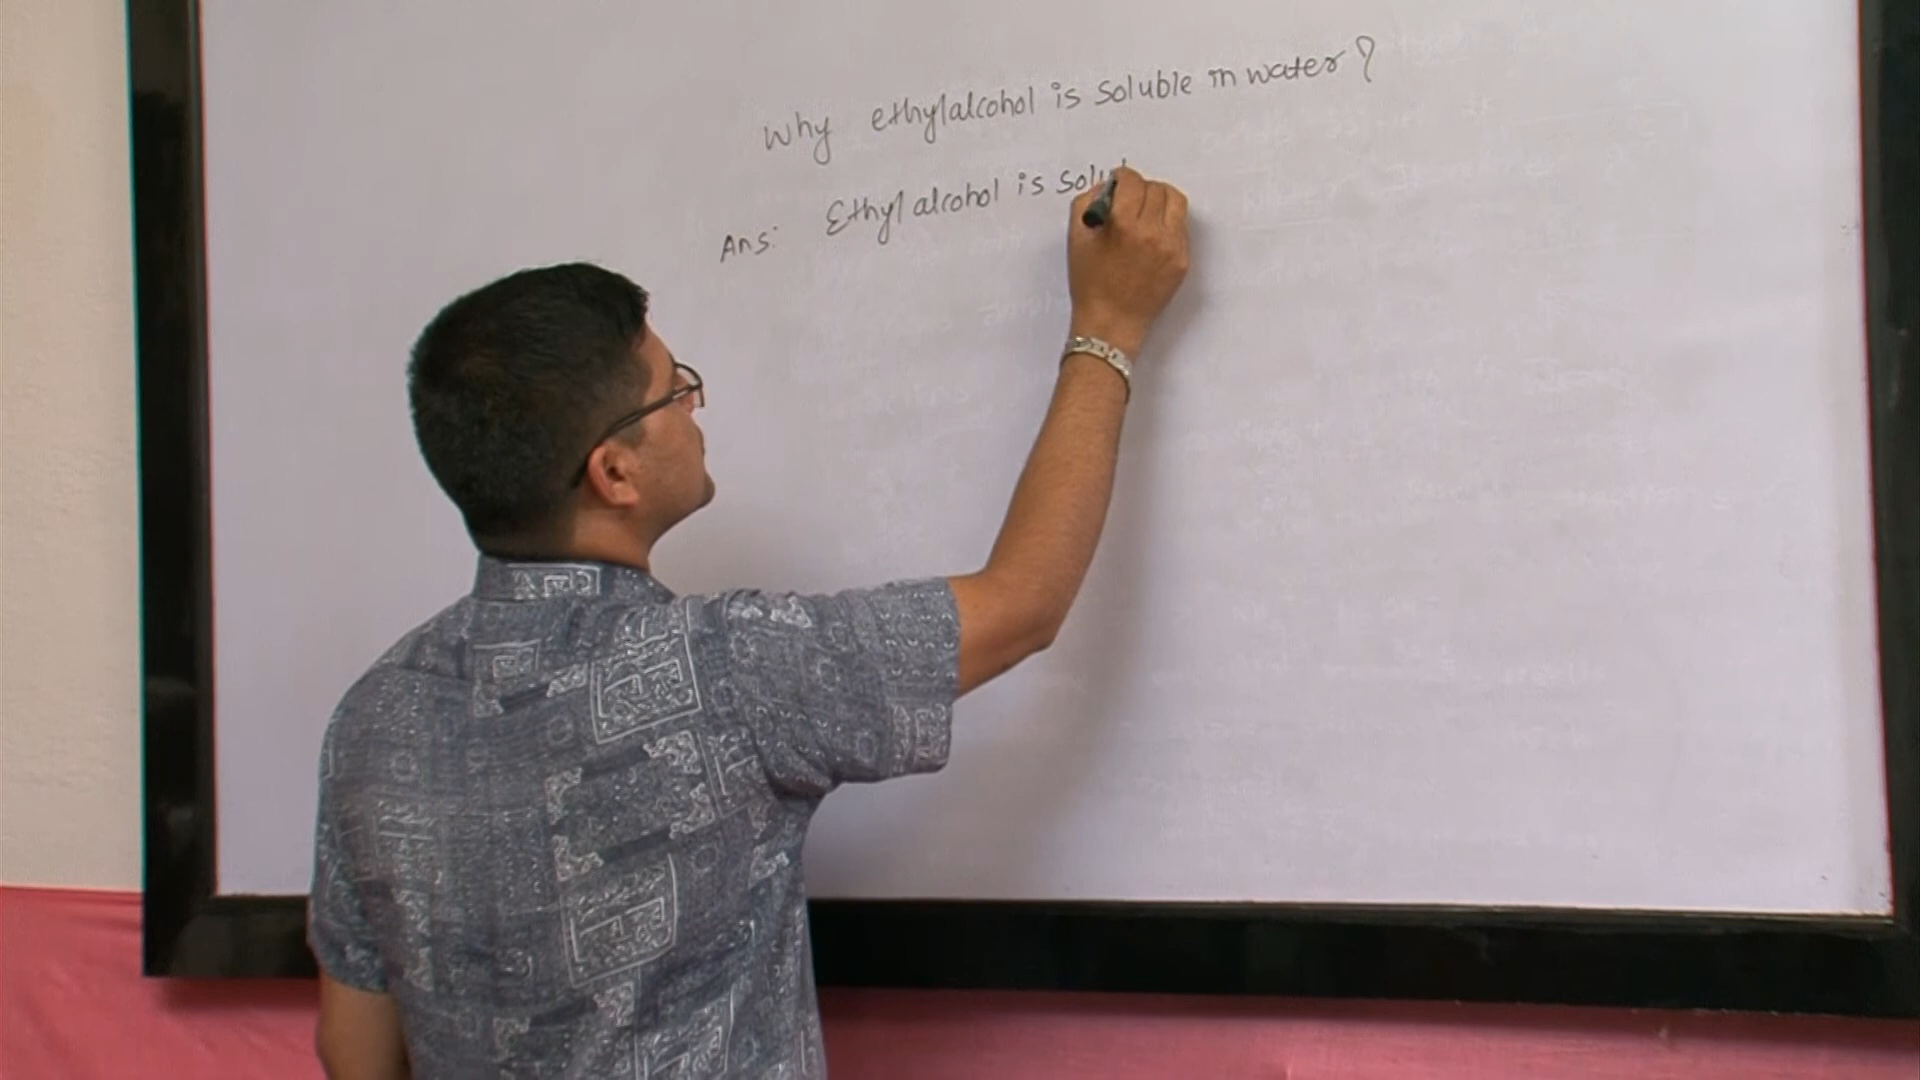 Why ethylalcohol is soluble in water?
Ans: Ethyl alcohol is solu